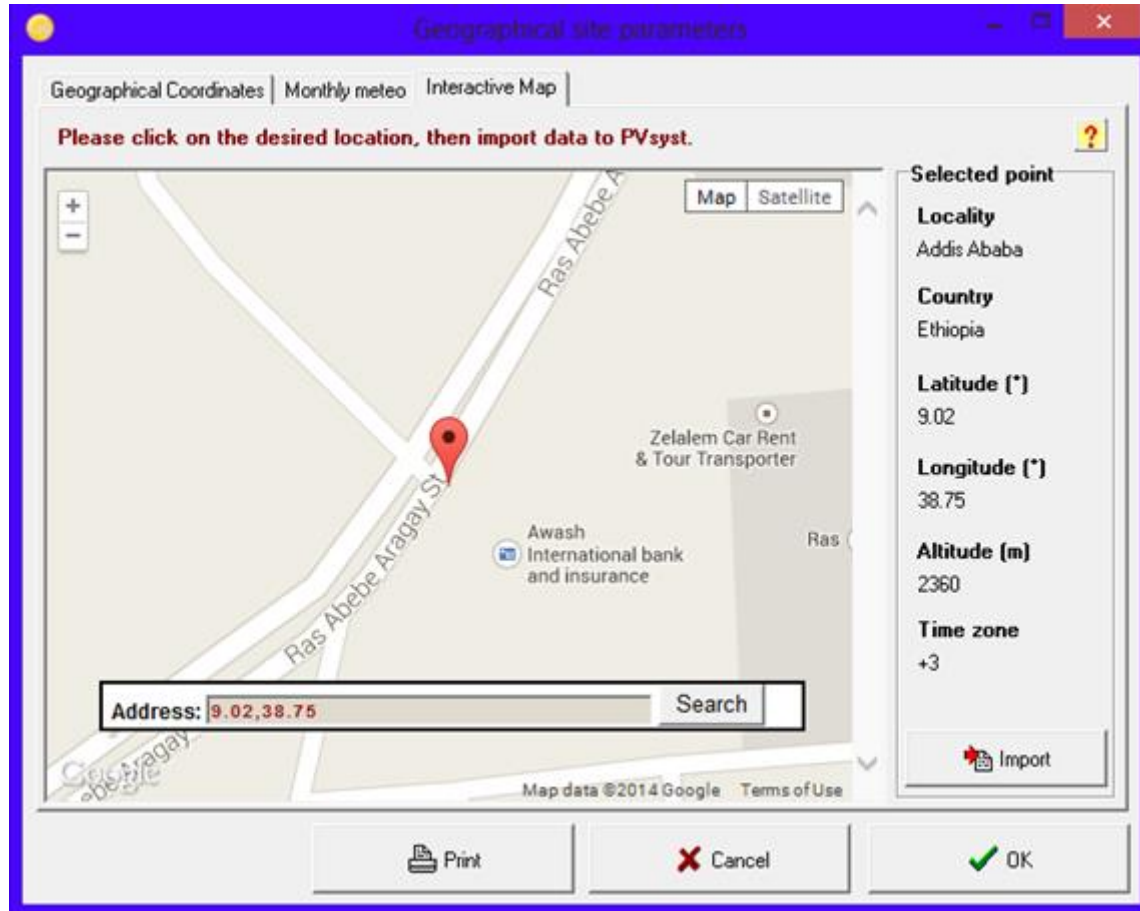 Geographical site parameters
Geographical Coordinates
Monthly meteo
Interactive Map
Please click on the desired location, then import data to PVsyst.
?
+
−
Map
Satellite
Ras Abebe A
Zelalem Car Rent
& Tour Transporter
Awash
International bank
and insurance
Ras
Ras Abebe Aragay St
Address: 9.02,38.75
Search
ebe Aragay
Google
Map data ©2014 Google
Terms of Use
Selected point
Locality
Addis Ababa
Country
Ethiopia
Latitude (°)
9.02
Longitude (°)
38.75
Altitude (m)
2360
Time zone
+3
Import
Print
Cancel
OK